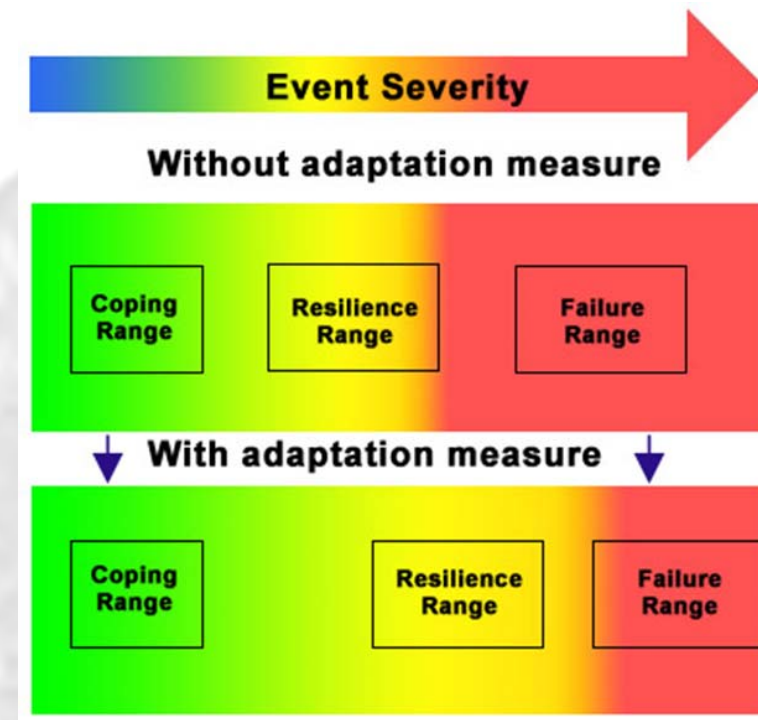 Event Severity
Without adaptation measure
Coping
Range
Resilience
Range
Failure
Range
With adaptation measure
Coping
Range
Resilience
Range
Failure
Range